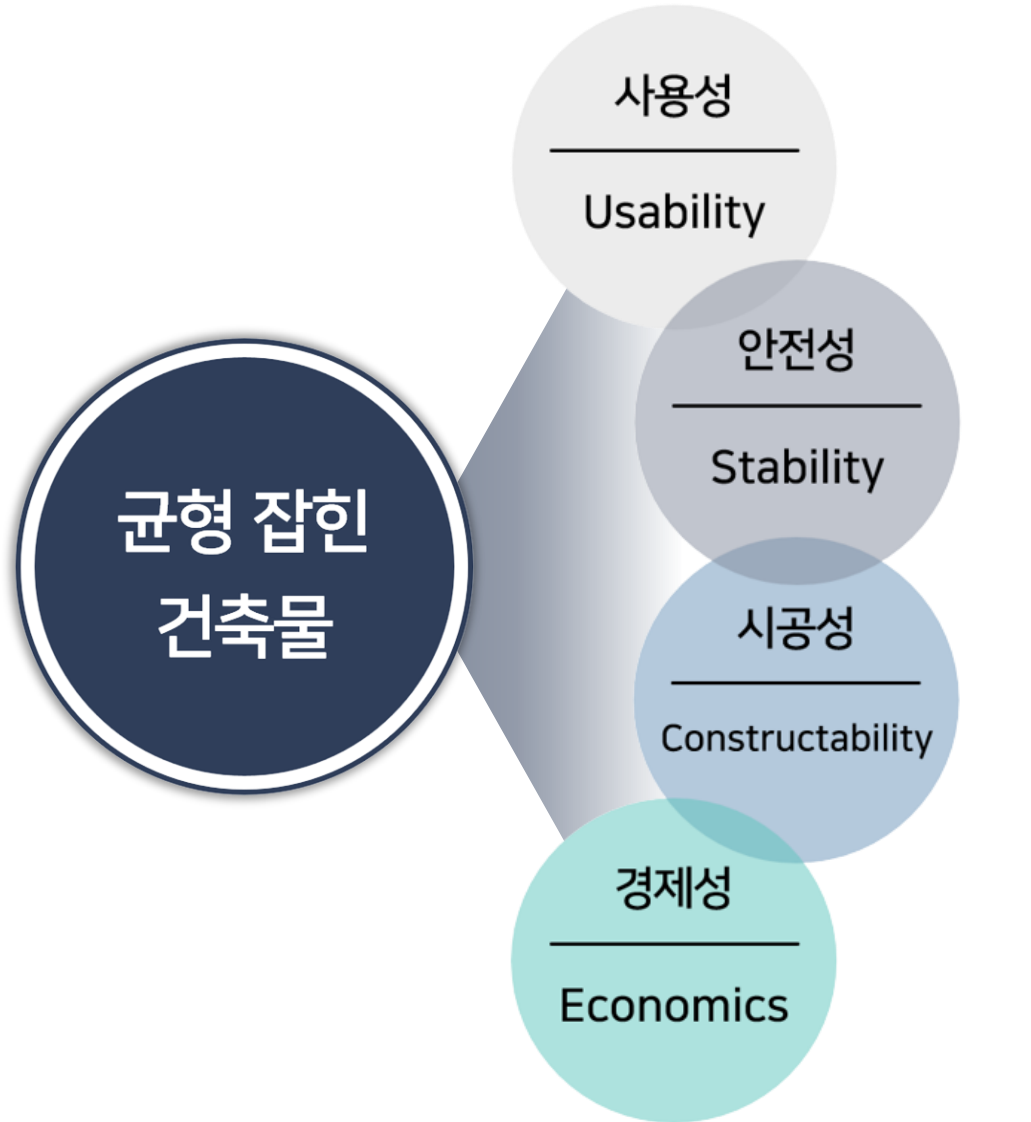 균형 잡힌
건축물
사용성
Usability
안전성
Stability
시공성
Constructability
경제성
Economics